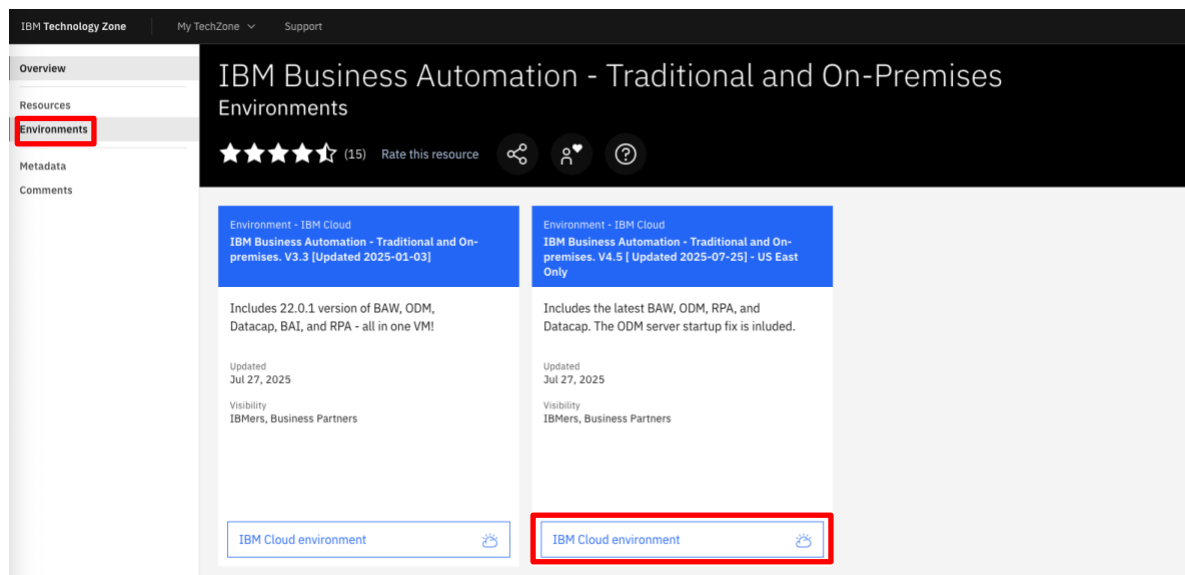 IBM Technology Zone
My TechZone
Support
Overview
Resources
Environments
Metadata
Comments
IBM Business Automation - Traditional and On-Premises
Environments
(15)
Rate this resource
Environment - IBM Cloud
IBM Business Automation - Traditional and On-
premises. V3.3 [Updated 2025-01-03]
Includes 22.0.1 version of BAW, ODM,
Datacap, BAI, and RPA - all in one VM!
Updated
Jul 27, 2025
Visibility
IBMers, Business Partners
IBM Cloud environment
Environment - IBM Cloud
IBM Business Automation - Traditional and On-
premises. V4.5 [ Updated 2025-07-25] - US East
Only
Includes the latest BAW, ODM, RPA, and
Datacap. The ODM server startup fix is inluded.
Updated
Jul 27, 2025
Visibility
IBMers, Business Partners
IBM Cloud environment